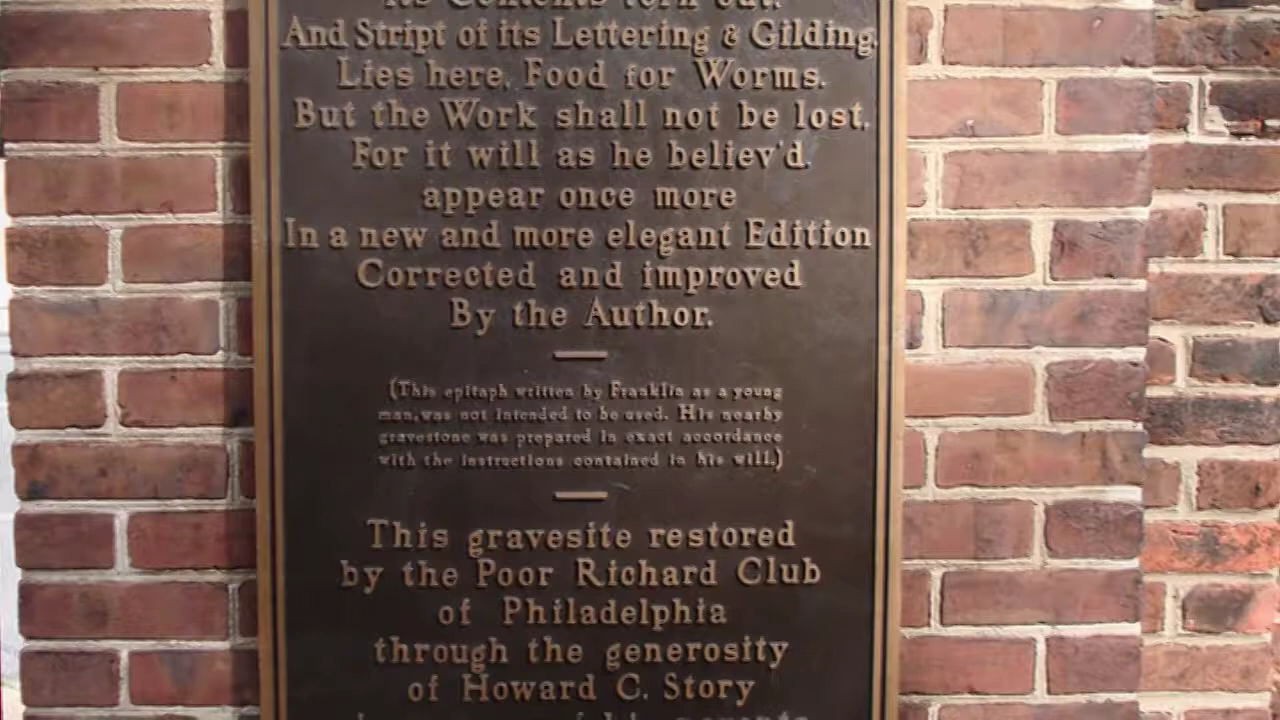 Its Contents torn out,
And Stript of its Lettering & Gilding,
Lies here, Food for Worms.
But the Work shall not be lost,
For it will as he believ'd
appear once more
In a new and more elegant Edition
Corrected and improved
By the Author.
(This epitaph written by Franklin as a young
man, was not intended to be used. His nearby
gravestone was prepared in exact accordance
with the instructions contained in his will.)
This gravesite restored
by the Poor Richard Club
of Philadelphia
through the generosity
of Howard C. Story